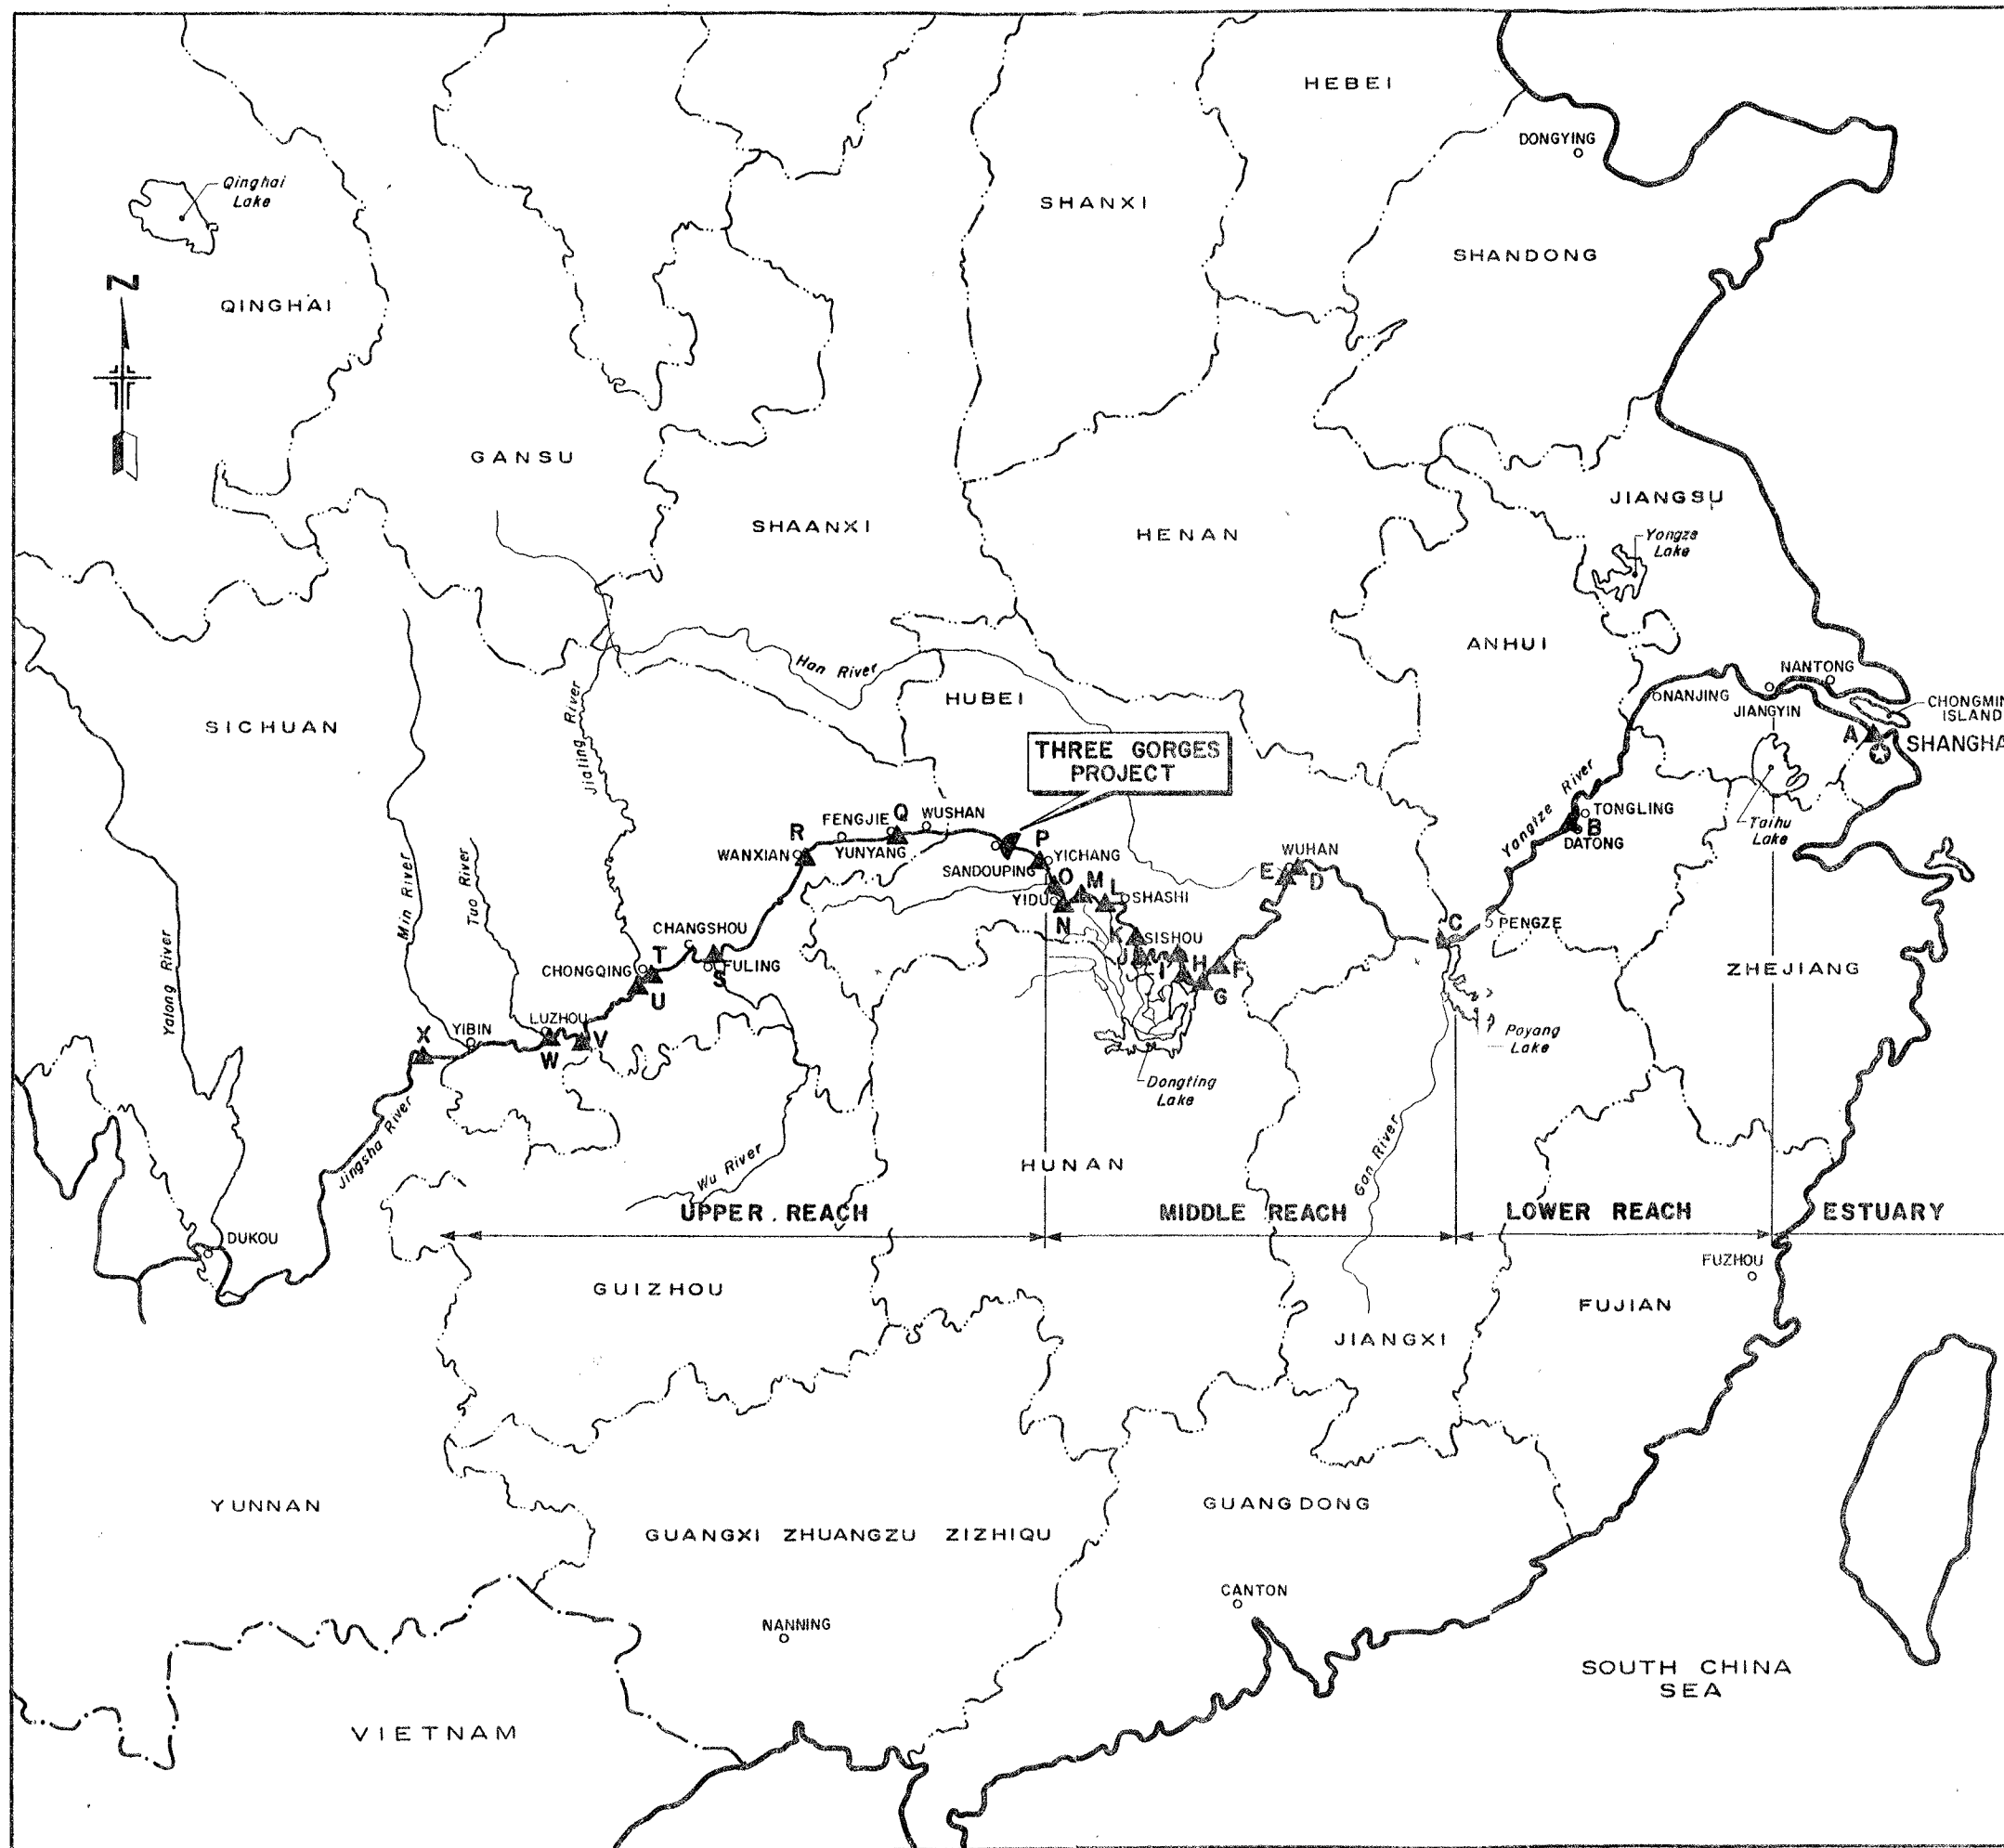 HEBEI
DONGYING
Qinghai
Lake
SHANXI
SHANDONG
N
QINGHAI
GANSU
JIANGSU
SHAANXI
HENAN
Yongze
Lake
ANHUI
Han River
NANTONG
HUBEI
NANJING
CHONGMIN
ISLAND
SICHUAN
Jialing River
JIANGYIN
A
SHANGHA
THREE GORGES
PROJECT
Yangtze River
TONGLING
B
DATONG
Taihu
Lake
Q
WUSHAN
FENGJIE
R
WANXIAN
YUNYANG
P
YICHANG
SANDOUPING
WUHAN
E
D
O
M
L
YIDU
SHASHI
N
Min River
Tuo River
CHANGSHOU
K
SISHOU
C
PENGZE
T
CHONGQING
FULING
S
U
J
I
H
F
G
ZHEJIANG
Yalong River
LUZHOU
X
YIBIN
W
V
Poyang
Lake
Dongting
Lake
Jingsha River
Wu River
HUNAN
Gan River
UPPER REACH
MIDDLE REACH
LOWER REACH
ESTUARY
DUKOU
FUZHOU
GUIZHOU
FUJIAN
JIANGXI
YUNNAN
GUANGDONG
GUANGXI ZHUANGZU ZIZHIQU
CANTON
NANNING
SOUTH CHINA
SEA
VIETNAM